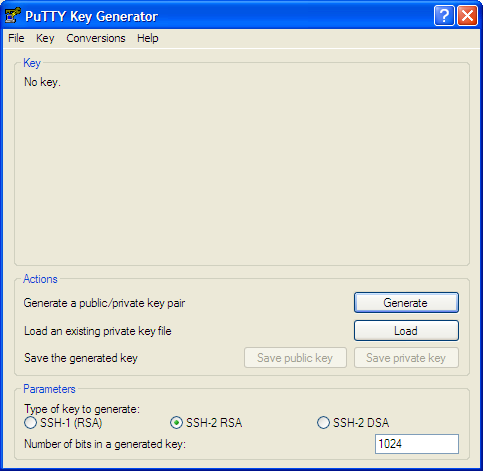 PuTTY Key Generator
File Key Conversions Help
Key
No key.
Actions
Generate a public/private key pair Generate
Load an existing private key file Load
Save the generated key Save public key Save private key
Parameters
Type of key to generate:
SSH-1 (RSA) SSH-2 RSA SSH-2 DSA
Number of bits in a generated key: 1024